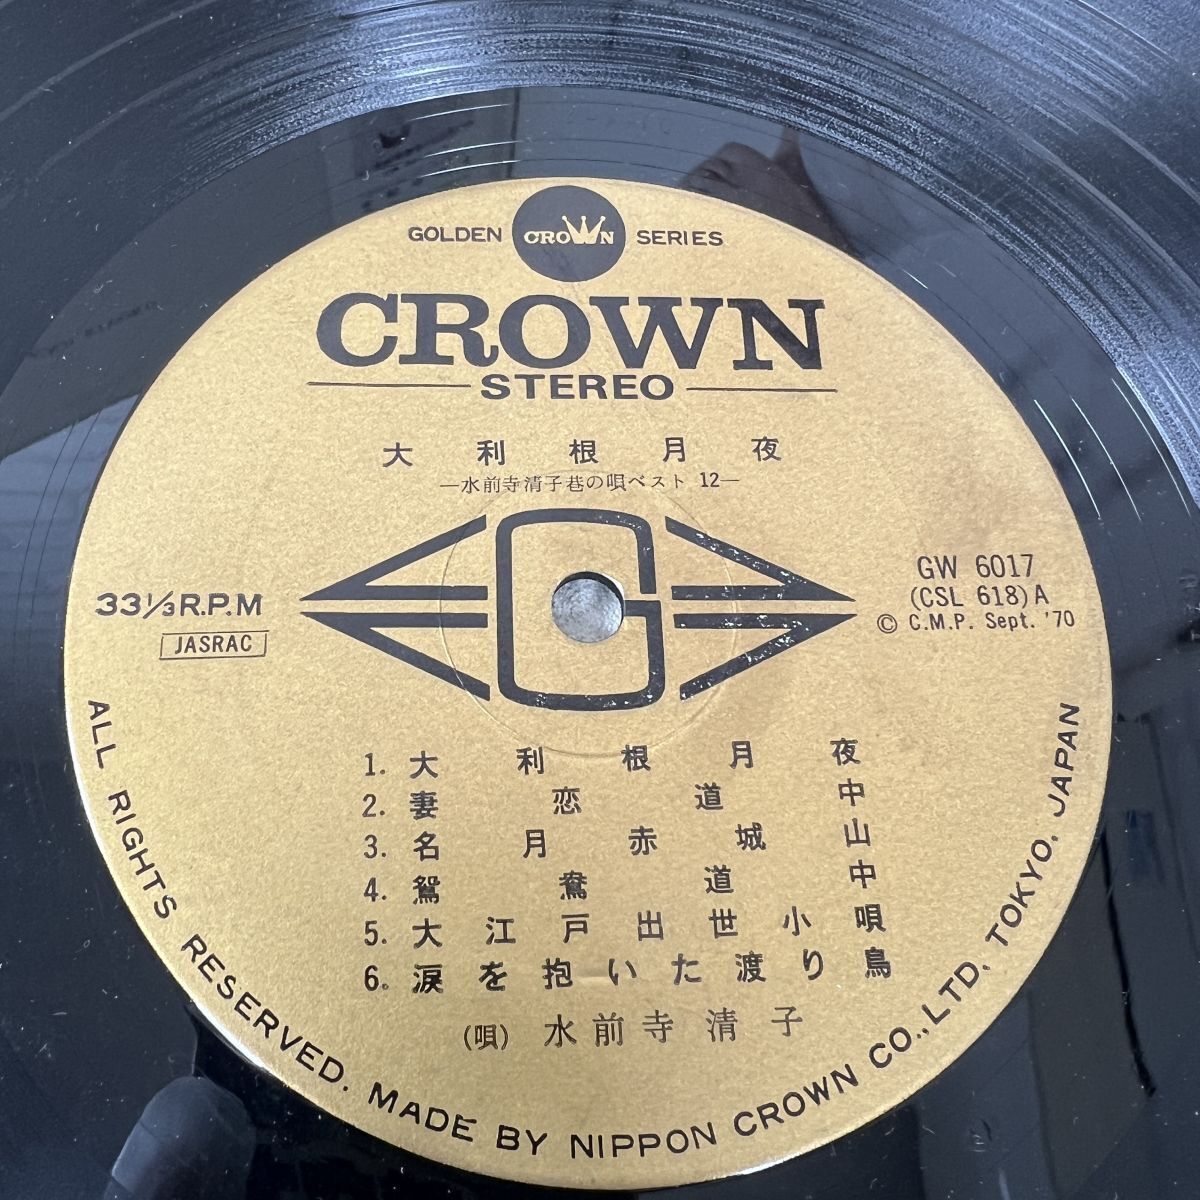 GOLDEN CROWN SERIES
CROWN
STEREO
大利根月夜
—水前寺清子巷の唄ベスト 12—
G
33 1/3 R.P.M
JASRAC
GW 6017
(CSL 618) A
© C.M.P. Sept. '70
1. 大利根月夜
2. 妻恋道中
3. 名月赤城山
4. 鴛鴦道中
5. 大江戸出世小唄
6. 涙を抱いた渡り鳥
(唄) 水前寺清子
ALL RIGHTS RESERVED. MADE BY NIPPON CROWN CO., LTD. TOKYO. JAPAN